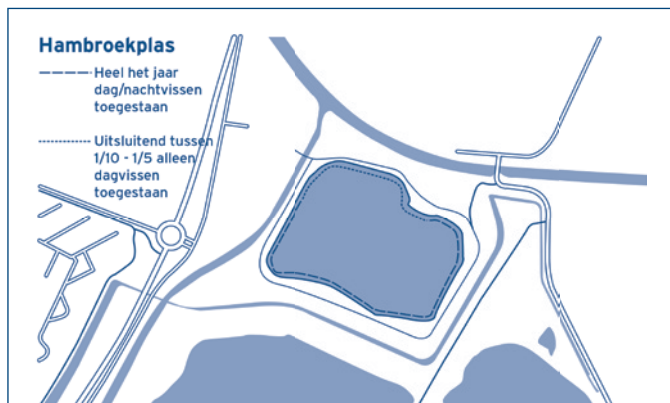 Hambroekplas
Heel het jaar
dag/nachtvissen
toegestaan
Uitsluitend tussen
1/10 - 1/5 alleen
dagvissen
toegestaan